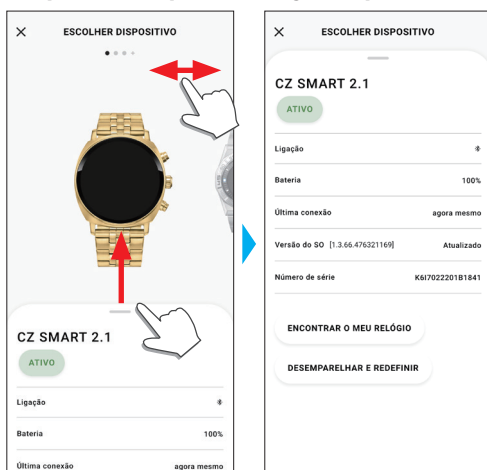 ESCOLHER DISPOSITIVO
CZ SMART 2.1
ATIVO
Ligação
Bateria 100%
Última conexão agora mesmo
ESCOLHER DISPOSITIVO
CZ SMART 2.1
ATIVO
Ligação
Bateria 100%
Última conexão agora mesmo
Versão do SO [1.3.66.476321169] Atualizado
Número de série K6I7022201B1841
ENCONTRAR O MEU RELÓGIO
DESEMPARELHAR E REDEFINIR